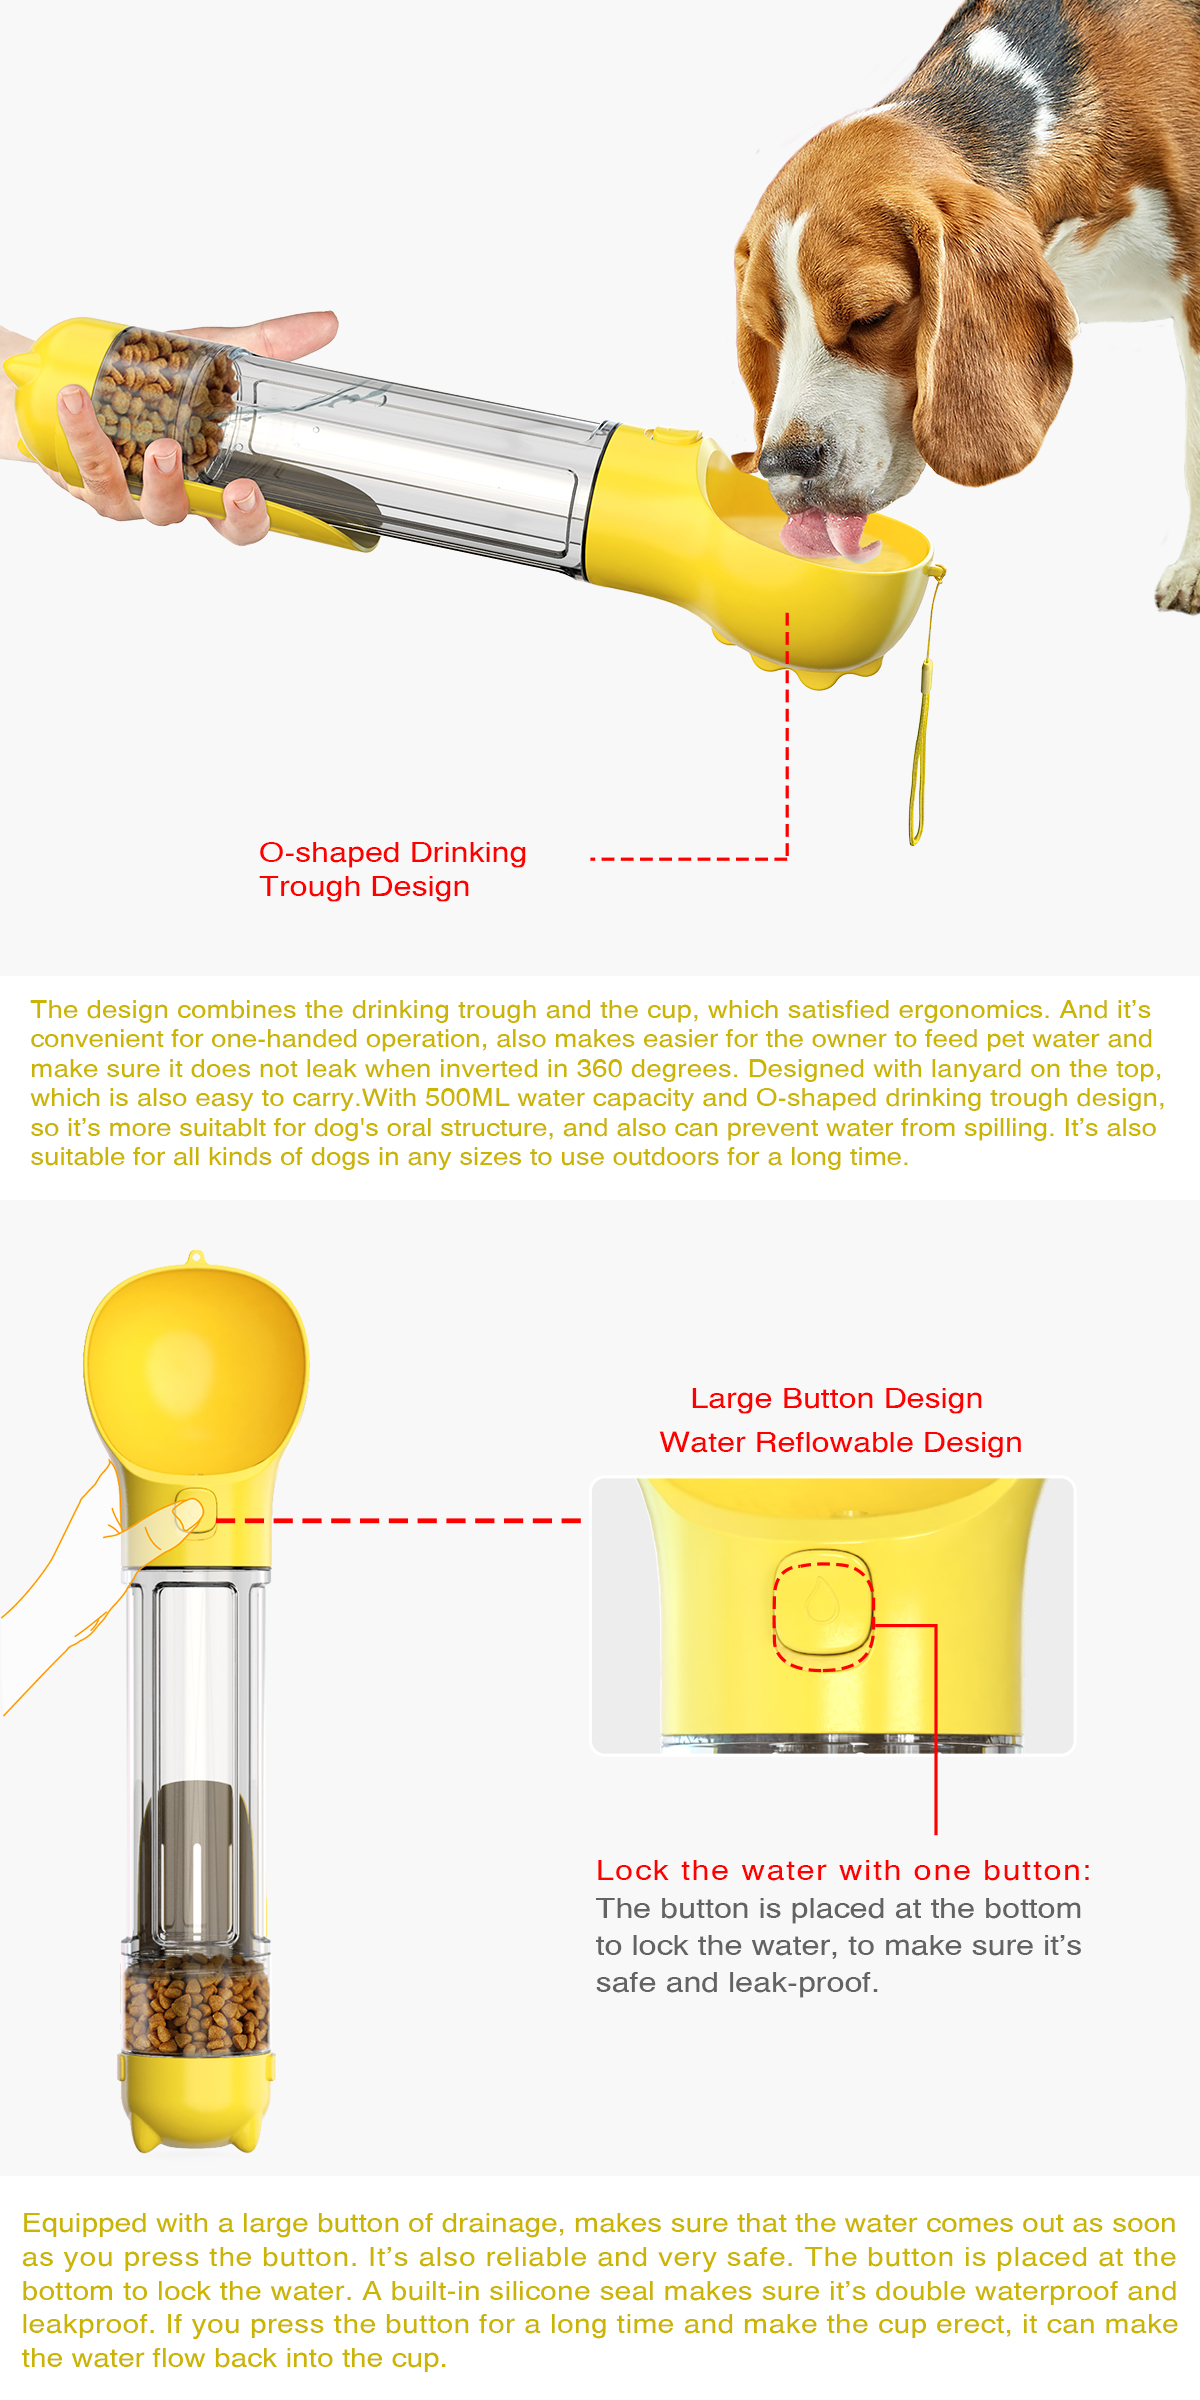 O-shaped Drinking
Trough Design
The design combines the drinking trough and the cup, which satisfied ergonomics. And it’s
convenient for one-handed operation, also makes easier for the owner to feed pet water and
make sure it does not leak when inverted in 360 degrees. Designed with lanyard on the top,
which is also easy to carry.With 500ML water capacity and O-shaped drinking trough design,
so it’s more suitablt for dog's oral structure, and also can prevent water from spilling. It’s also
suitable for all kinds of dogs in any sizes to use outdoors for a long time.
Large Button Design
Water Reflowable Design
Lock the water with one button:
The button is placed at the bottom
to lock the water, to make sure it’s
safe and leak-proof.
Equipped with a large button of drainage, makes sure that the water comes out as soon
as you press the button. It’s also reliable and very safe. The button is placed at the
bottom to lock the water. A built-in silicone seal makes sure it’s double waterproof and
leakproof. If you press the button for a long time and make the cup erect, it can make
the water flow back into the cup.